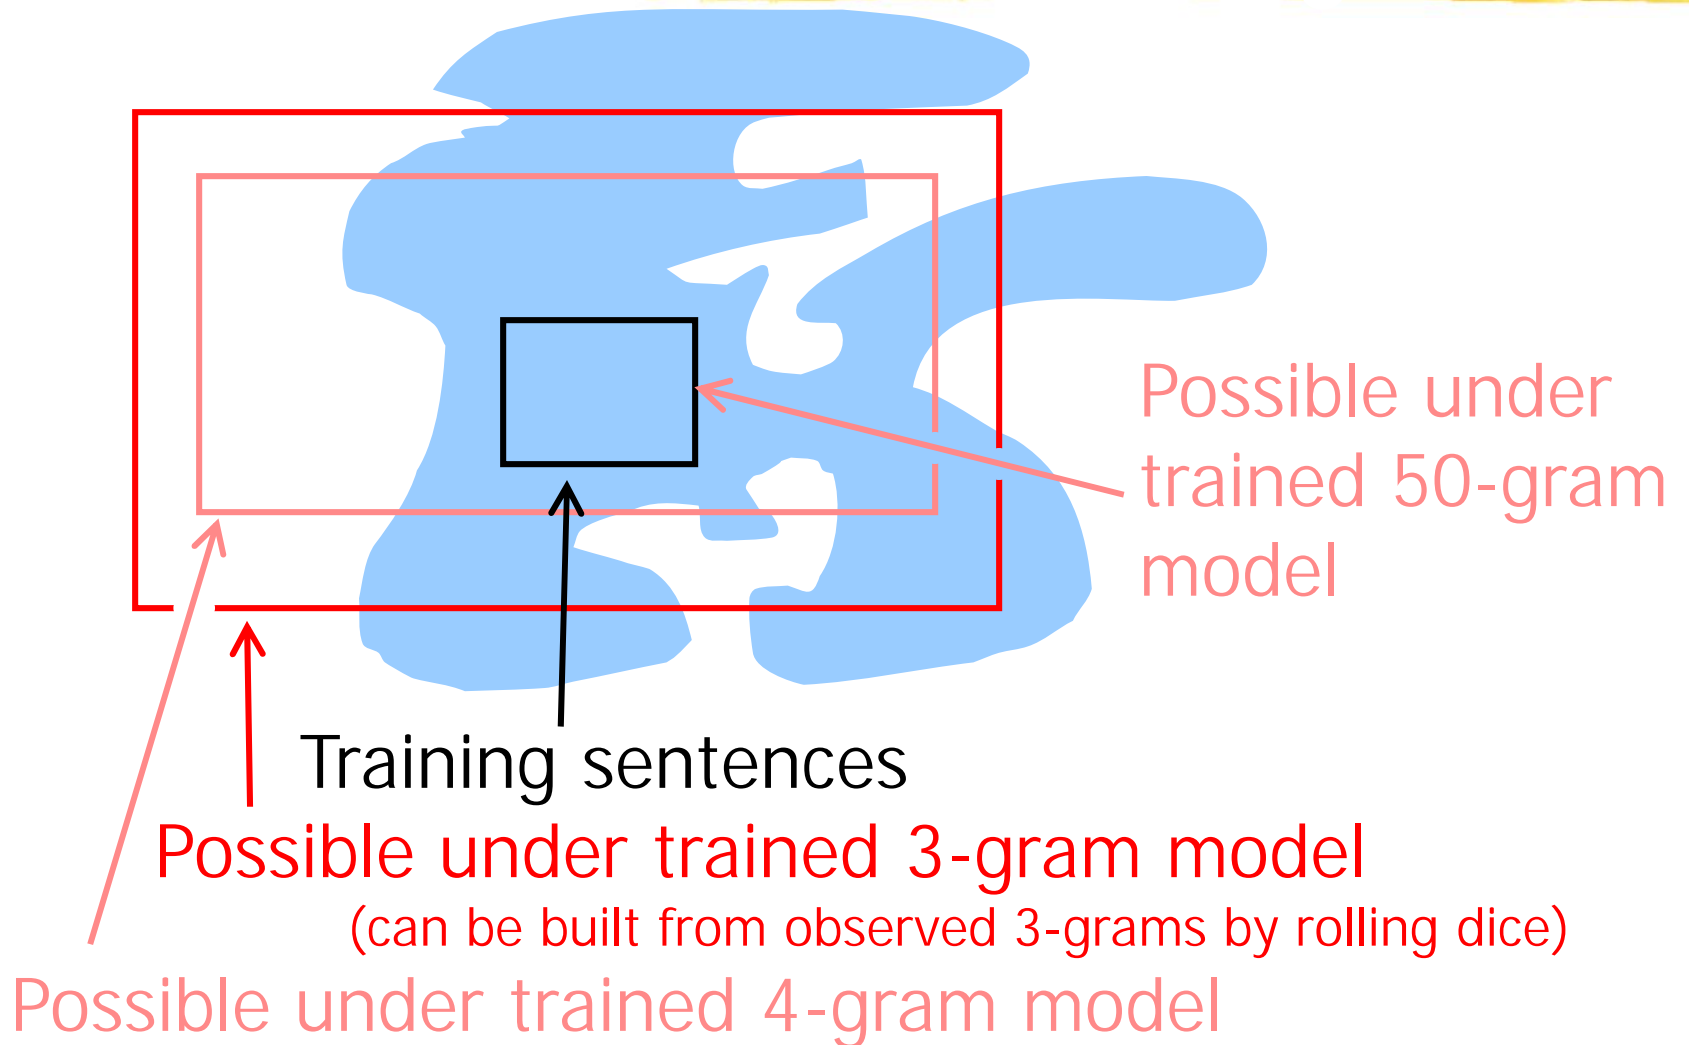 Possible under
trained 50-gram
model
Training sentences
Possible under trained 3-gram model
(can be built from observed 3-grams by rolling dice)
Possible under trained 4-gram model